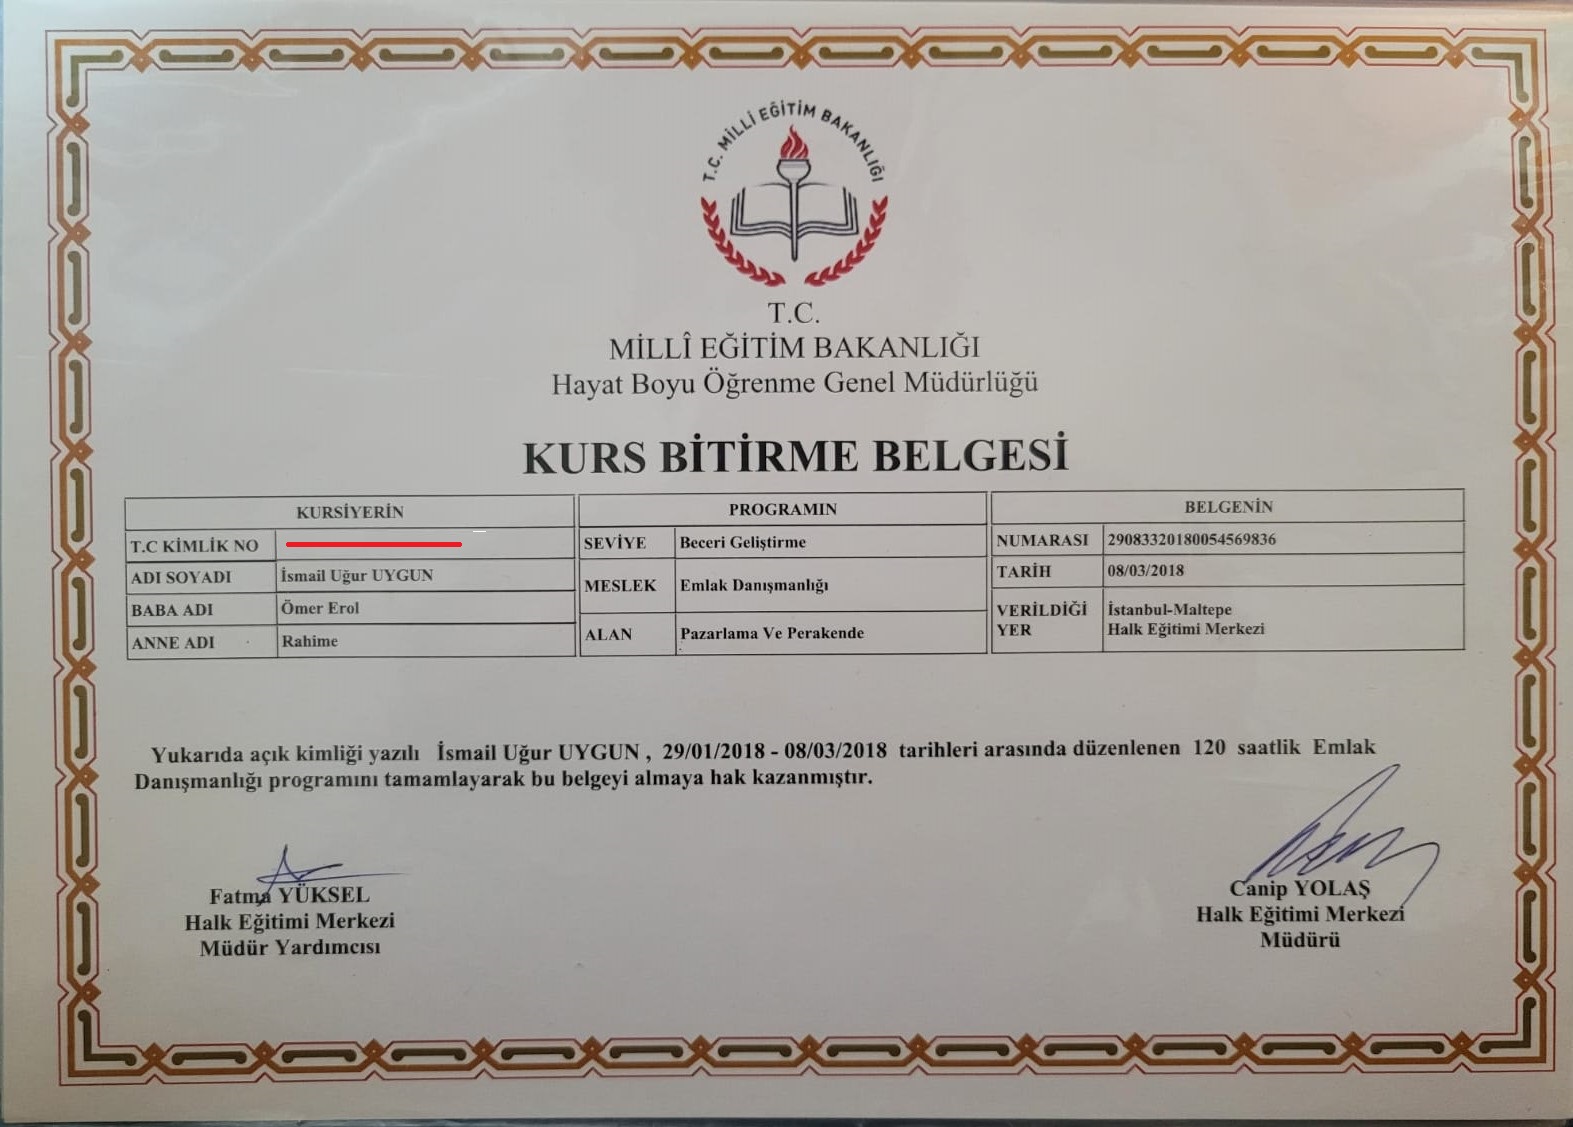 T.C. MİLLİ EĞİTİM BAKANLIĞI
T.C.
MİLLÎ EĞİTİM BAKANLIĞI
Hayat Boyu Öğrenme Genel Müdürlüğü
KURS BİTİRME BELGESİ
KURSİYERİN
T.C KİMLİK NO
ADI SOYADI İsmail Uğur UYGUN
BABA ADI Ömer Erol
ANNE ADI Rahime
PROGRAMIN
SEVİYE Beceri Geliştirme
MESLEK Emlak Danışmanlığı
ALAN Pazarlama Ve Perakende
BELGENİN
NUMARASI 29083320180054569836
TARİH 08/03/2018
VERİLDİĞİ İstanbul-Maltepe
YER Halk Eğitimi Merkezi
Yukarıda açık kimliği yazılı İsmail Uğur UYGUN , 29/01/2018 - 08/03/2018 tarihleri arasında düzenlenen 120 saatlik Emlak
Danışmanlığı programını tamamlayarak bu belgeyi almaya hak kazanmıştır.
Fatma YÜKSEL
Halk Eğitimi Merkezi
Müdür Yardımcısı
Canip YOLAŞ
Halk Eğitimi Merkezi
Müdürü